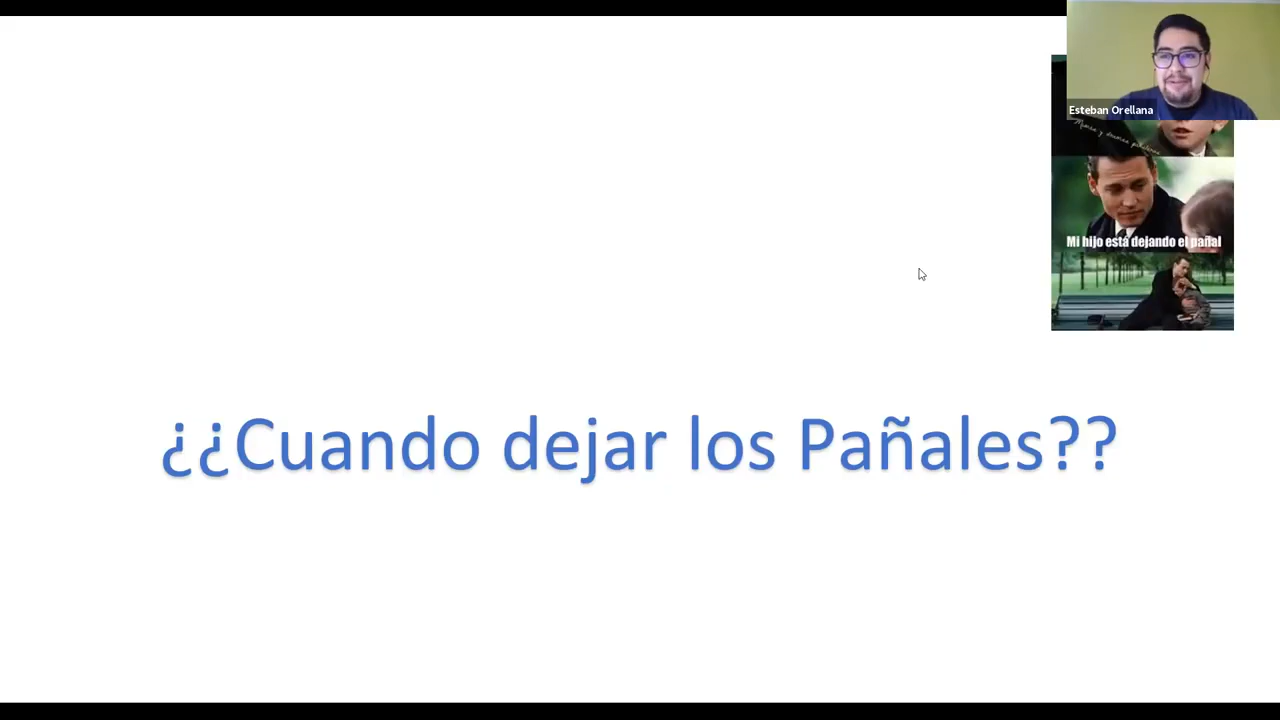 Esteban Orellana
Mi hijo está dejando el pañal
¿¿Cuando dejar los Pañales??